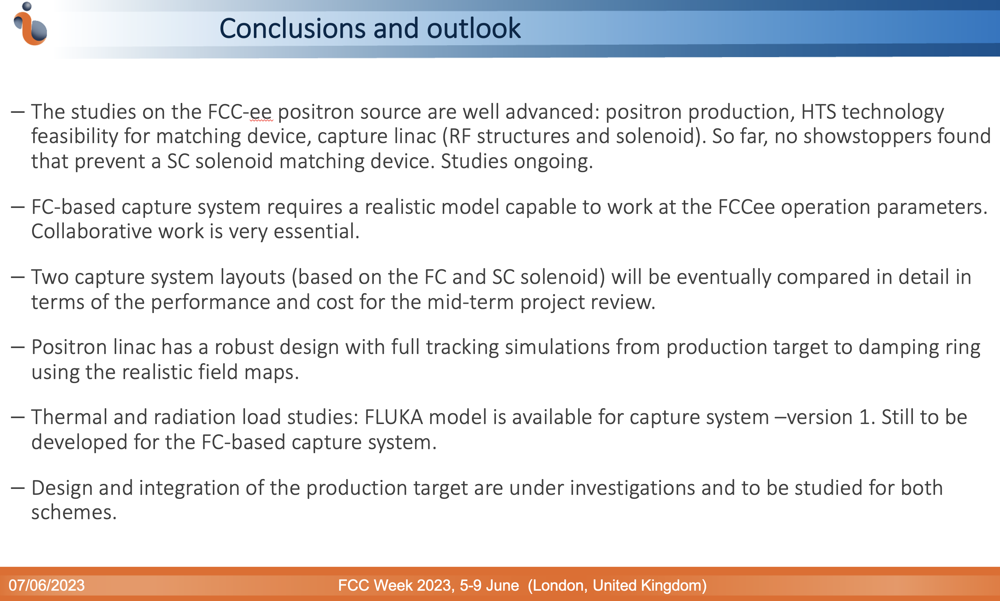 Conclusions and outlook
– The studies on the FCC-ee positron source are well advanced: positron production, HTS technology
feasibility for matching device, capture linac (RF structures and solenoid). So far, no showstoppers found
that prevent a SC solenoid matching device. Studies ongoing.
– FC-based capture system requires a realistic model capable to work at the FCCee operation parameters.
Collaborative work is very essential.
– Two capture system layouts (based on the FC and SC solenoid) will be eventually compared in detail in
terms of the performance and cost for the mid-term project review.
– Positron linac has a robust design with full tracking simulations from production target to damping ring
using the realistic field maps.
– Thermal and radiation load studies: FLUKA model is available for capture system –version 1. Still to be
developed for the FC-based capture system.
– Design and integration of the production target are under investigations and to be studied for both
schemes.
07/06/2023
FCC Week 2023, 5-9 June (London, United Kingdom)